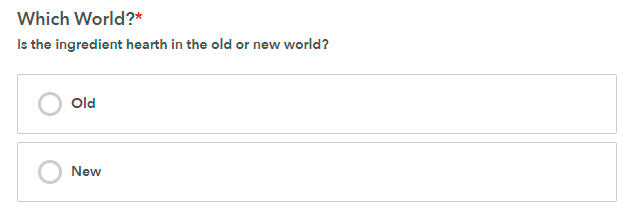 Which World?*
Is the ingredient hearth in the old or new world?
Old
New